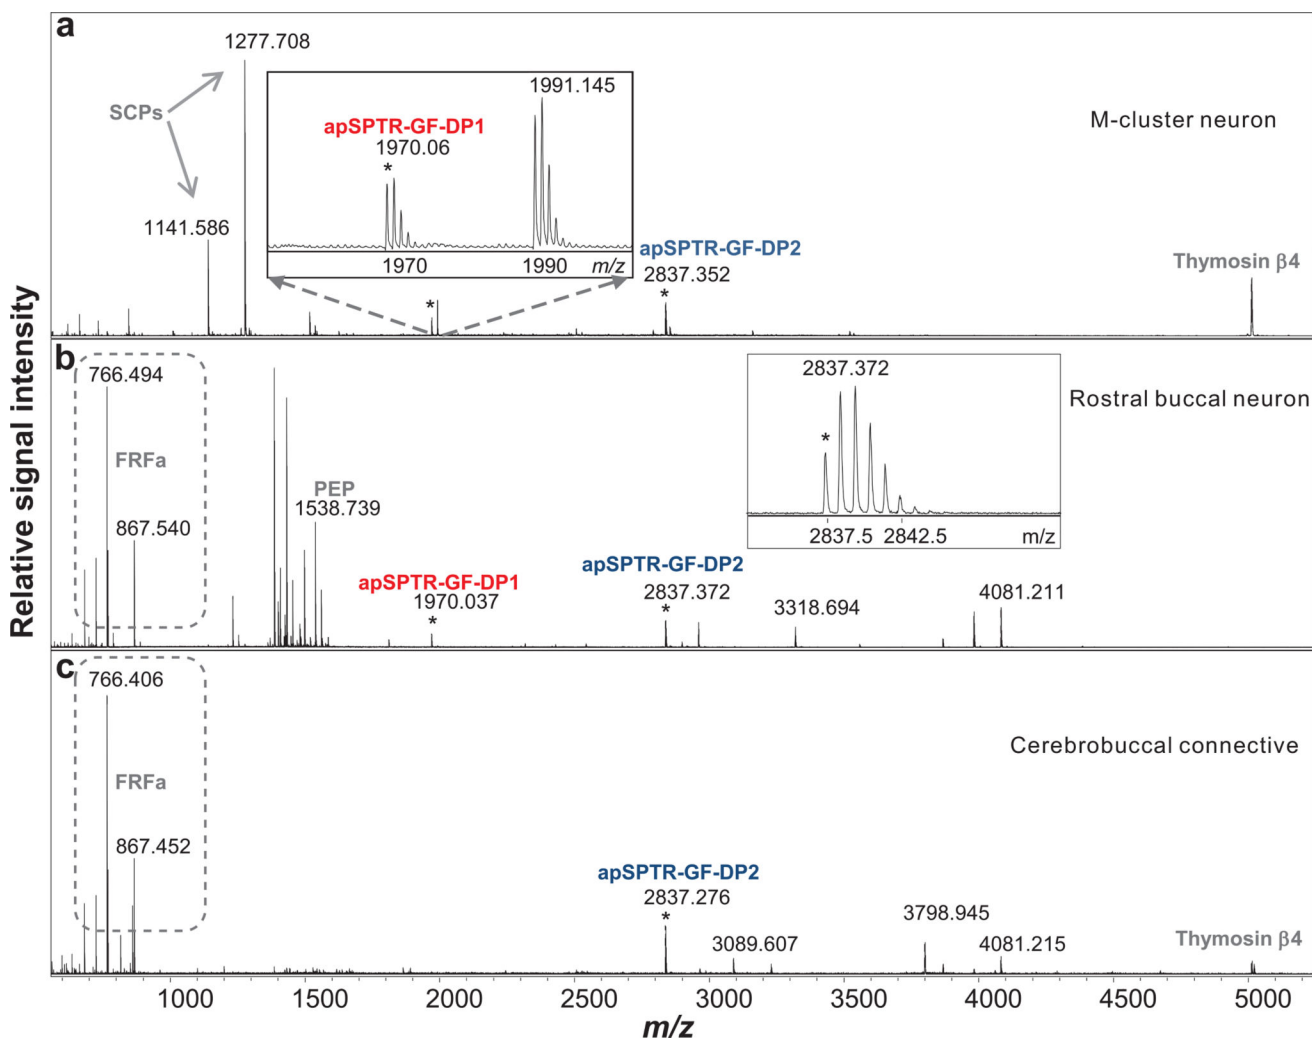 Relative signal intensity
a
1277.708
SCPs
1141.586
apSPTR-GF-DP1
1970.06
*
1991.145
1970
1990
m/z
*
apSPTR-GF-DP2
2837.352
*
M-cluster neuron
Thymosin β4
b
766.494
FRFa
867.540
PEP
1538.739
apSPTR-GF-DP1
1970.037
*
apSPTR-GF-DP2
2837.372
*
2837.372
*
2837.5
2842.5
m/z
Rostral buccal neuron
3318.694
4081.211
c
766.406
FRFa
867.452
apSPTR-GF-DP2
2837.276
*
3089.607
3798.945
4081.215
Cerebrobuccal connective
Thymosin β4
1000 1500 2000 2500 3000 3500 4000 4500 5000
m/z